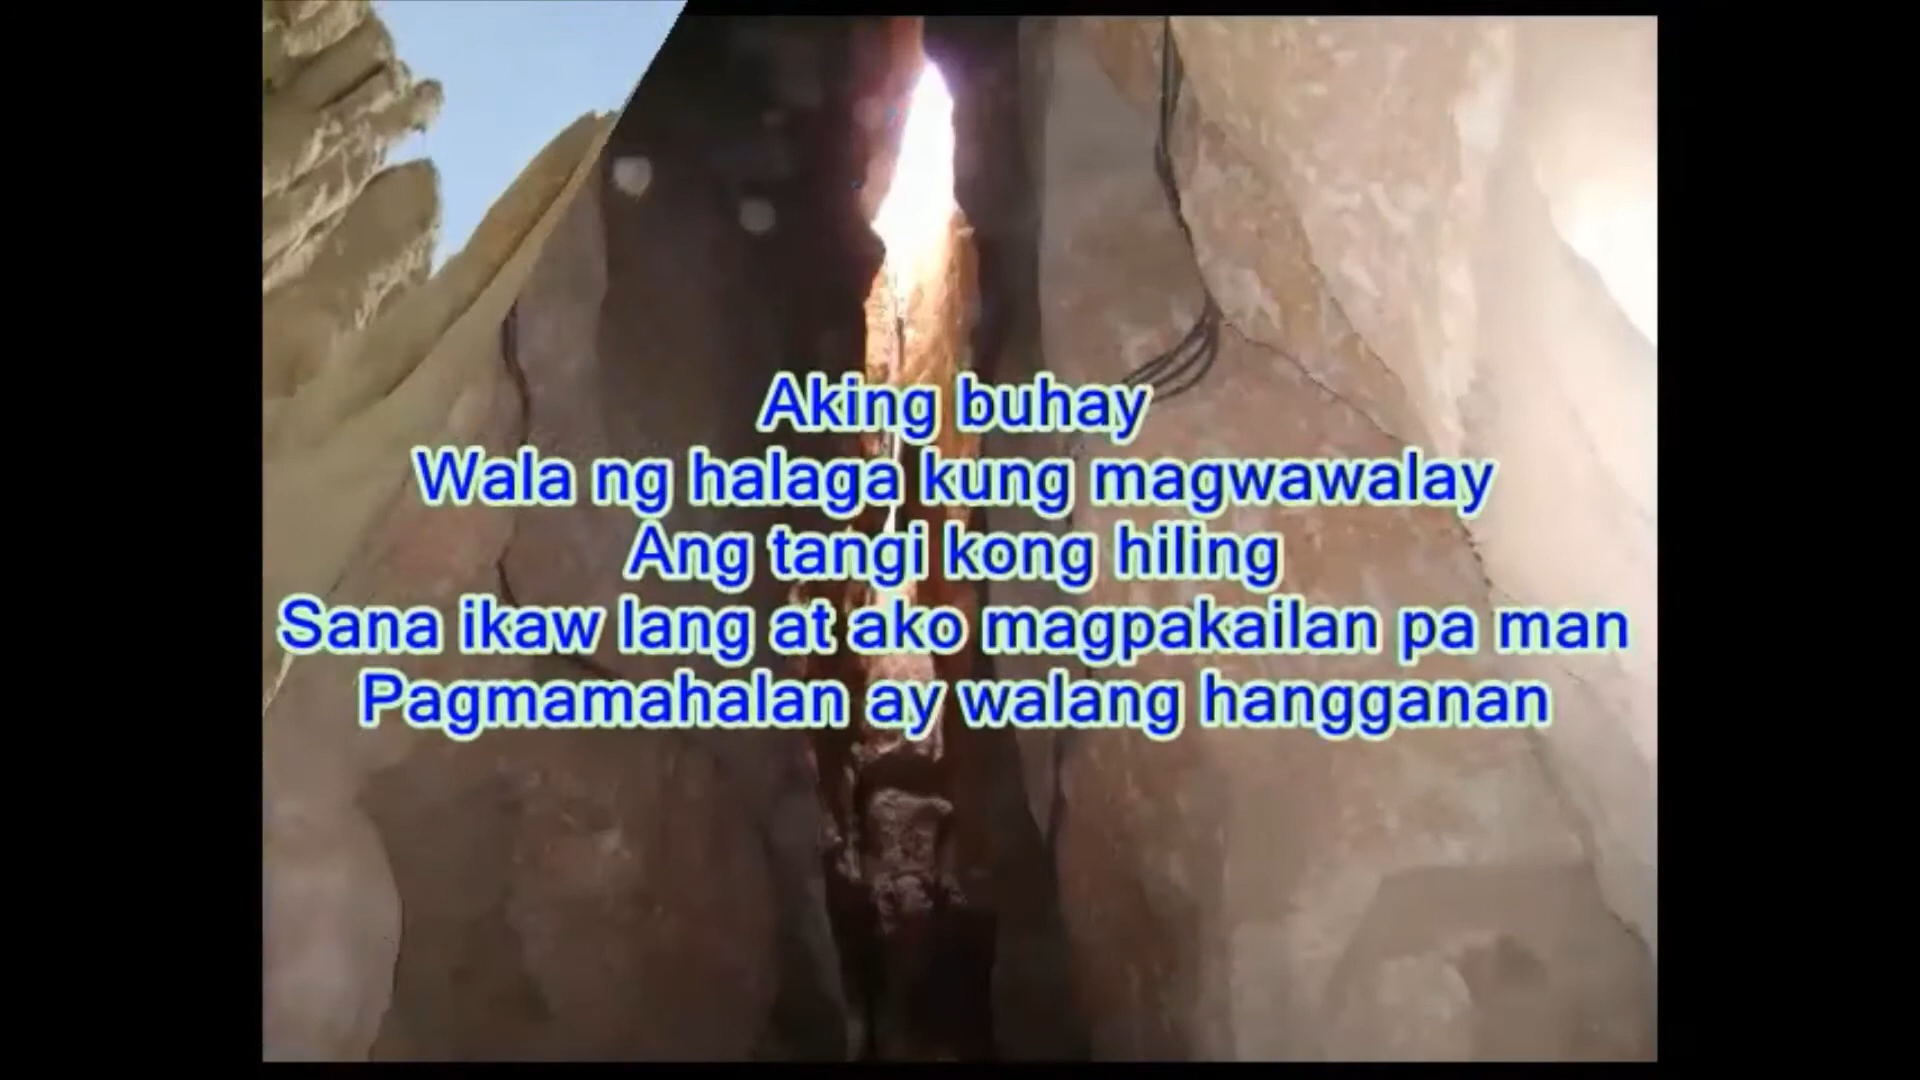 Aking buhay
Wala ng halaga kung magwawalay
Ang tangi kong hiling
Sana ikaw lang at ako magpakailan pa man
Pagmamahalan ay walang hangganan